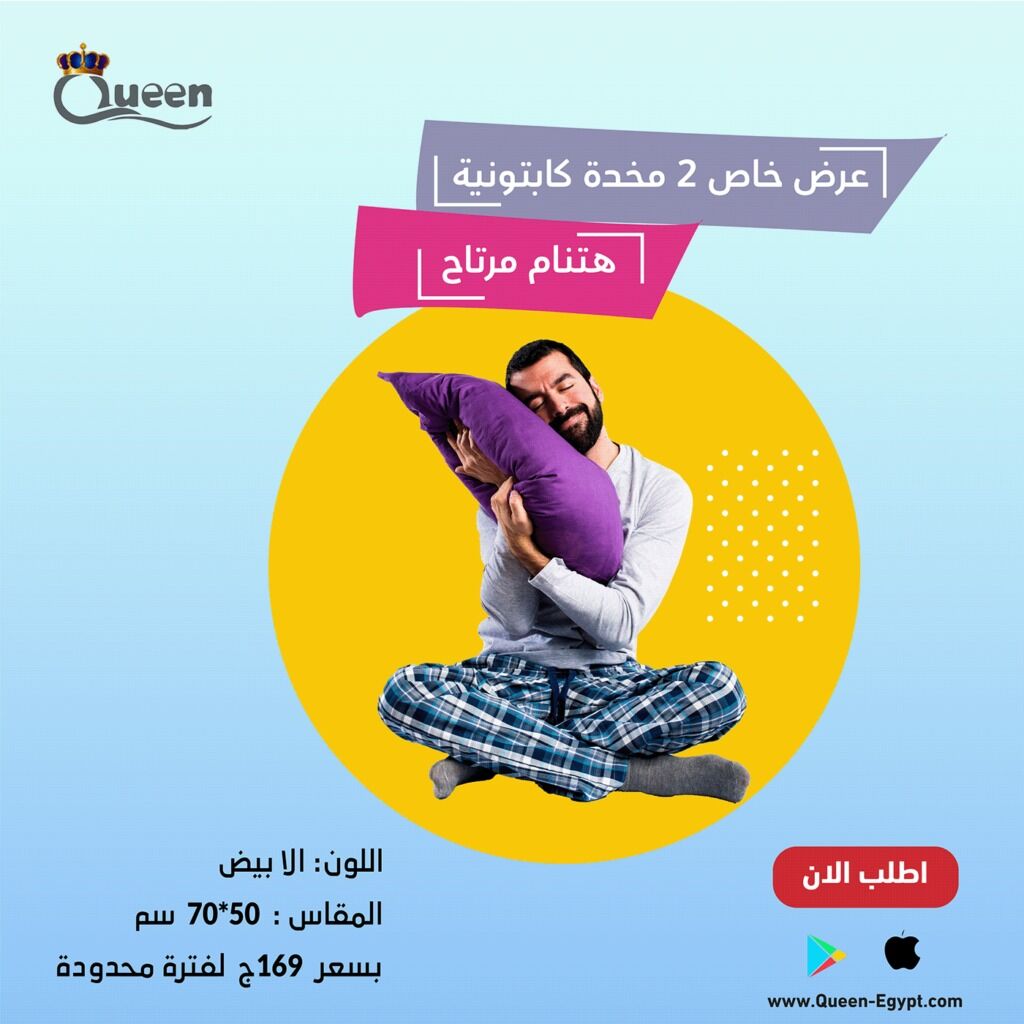 Queen
عرض خاص 2 مخدة كابتونية
هتنام مرتاح
اللون: الا بيض
المقاس : 50*70 سم
بسعر 169ج لفترة محدودة
اطلب الان
www.Queen-Egypt.com